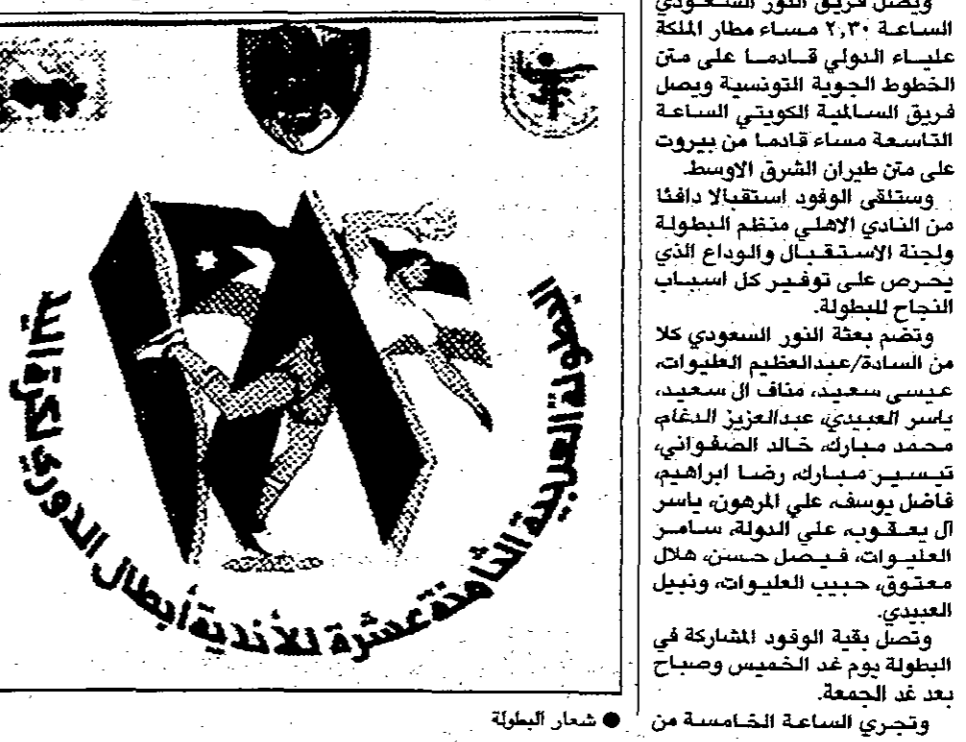 ويصل فريق النور السعودي
الساعة ٢,٣٠ مساء مطار الملكة
علياء الدولي قادما على متن
الخطوط الجوية التونسية ويصل
فريق السالمية الكويتي الساعة
التاسعة مساء قادما من بيروت
على متن طيران الشرق الاوسط.
وستلقى الوفود استقبالا دافئا
من النادي الاهلي منظم البطولة
ولجنة الاستقبال والوداع الذي
يحرص على توفير كل اسباب
النجاح للبطولة.
وتضم بعثة النور السعودي كلا
من السادة/عبدالعظيم العليوات،
عيسى سعيد، مناف ال سعيد،
ياسر العبيدي، عبدالعزيز الدغام،
محمد مبارك، خالد الصفواني،
تيسير مبارك، رضا ابراهيم،
فاضل يوسف، علي المرهون، ياسر
آل يعقوب، علي الدولة، سامر
العليوات، فيصل حسن، هلال
معتوق، حبيب العليوات، ونبيل
العبيدي.
وتصل بقية الوفود المشاركة في
البطولة يوم غد الخميس وصباح
بعد غد الجمعة.
وتجري الساعة الخامسة من
البطولة العربية الثامنة عشرة للأندية أبطال الدوري لكرة اليد
● شعار البطولة